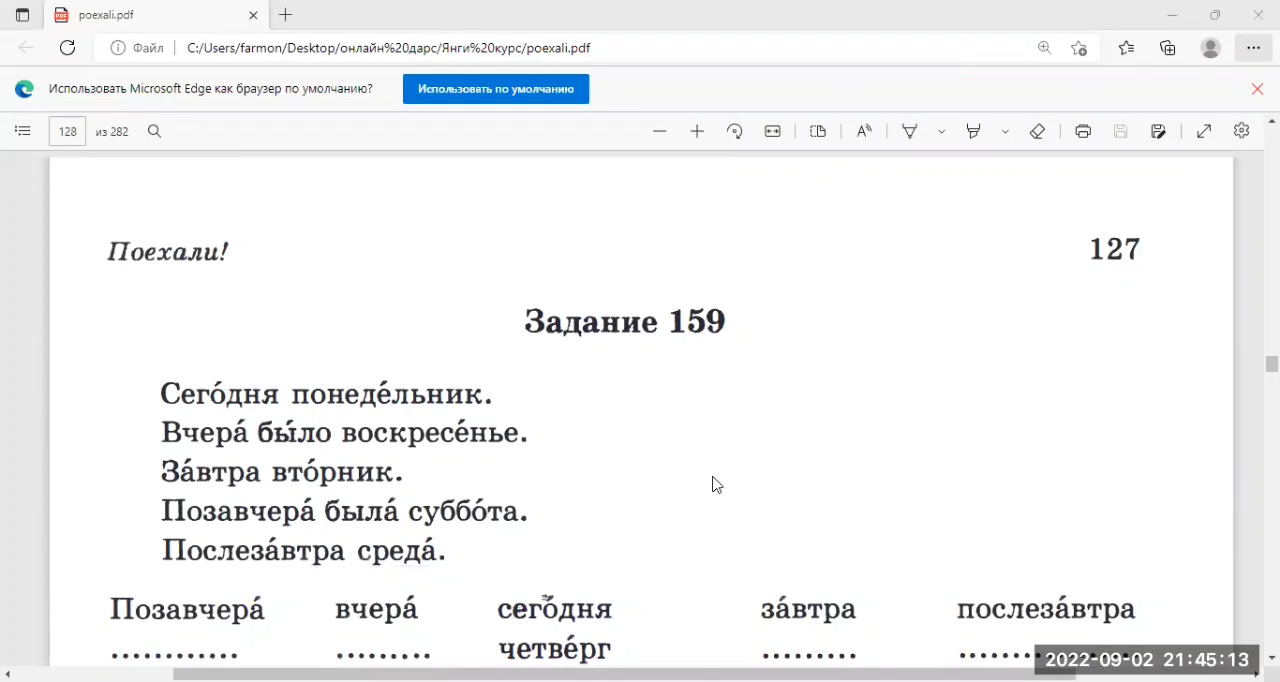 poexali.pdf
Файл
C:/Users/farmon/Desktop/онлайн%20дарс/Янги%20курс/poexali.pdf
Использовать Microsoft Edge как браузер по умолчанию?
Использовать по умолчанию
128 из 282
Поехали! 127
Задание 159
Сего́дня понеде́льник.
Вчера́ бы́ло воскресе́нье.
За́втра вто́рник.
Позавчера́ была́ суббо́та.
Послеза́втра среда́.
Позавчера́ вчера́ сего́дня за́втра послеза́втра
............ ......... четве́рг ......... ............
2022-09-02 21:45:13